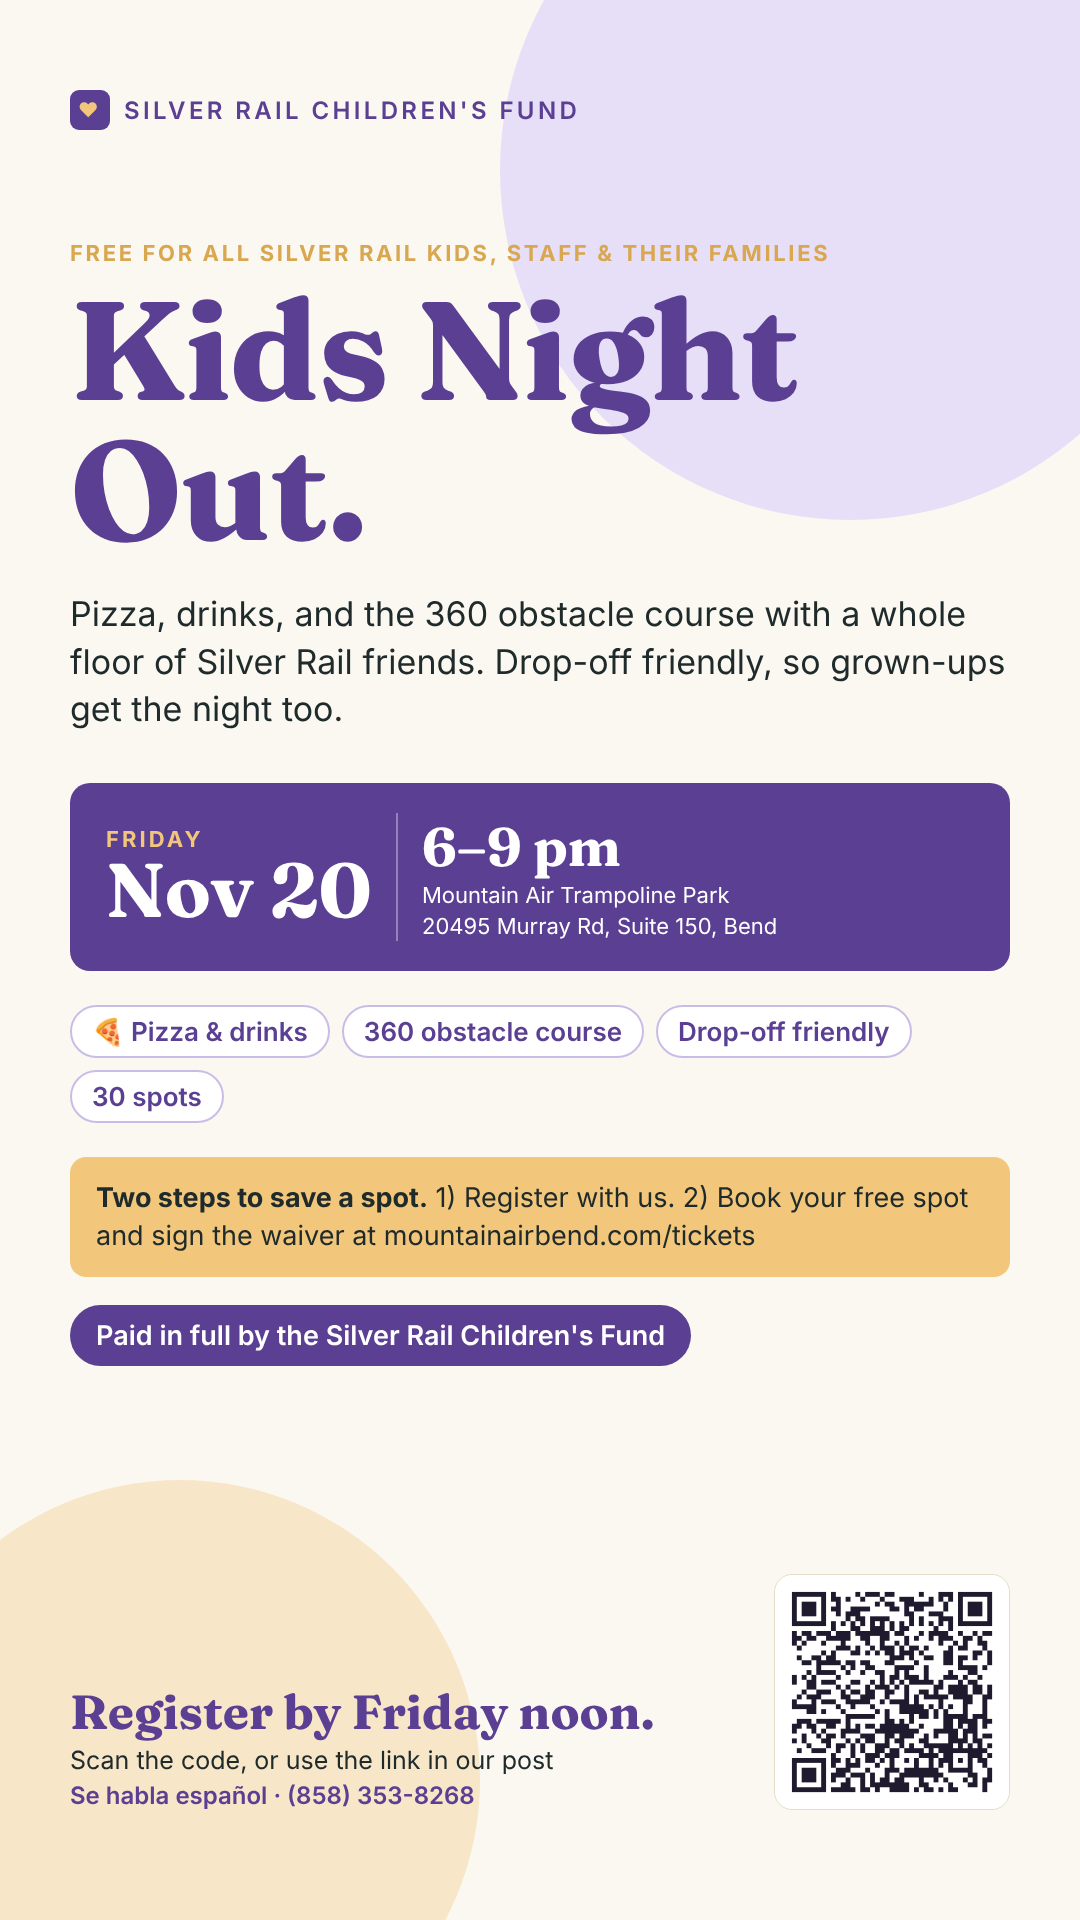 SILVER RAIL CHILDREN'S FUND
FREE FOR ALL SILVER RAIL KIDS, STAFF & THEIR FAMILIES
Kids Night
Out.
Pizza, drinks, and the 360 obstacle course with a whole
floor of Silver Rail friends. Drop-off friendly, so grown-ups
get the night too.
FRIDAY
Nov 20
6–9 pm
Mountain Air Trampoline Park
20495 Murray Rd, Suite 150, Bend
🍕 Pizza & drinks
360 obstacle course
Drop-off friendly
30 spots
Two steps to save a spot. 1) Register with us. 2) Book your free spot
and sign the waiver at mountainairbend.com/tickets
Paid in full by the Silver Rail Children's Fund
Register by Friday noon.
Scan the code, or use the link in our post
Se habla español · (858) 353-8268